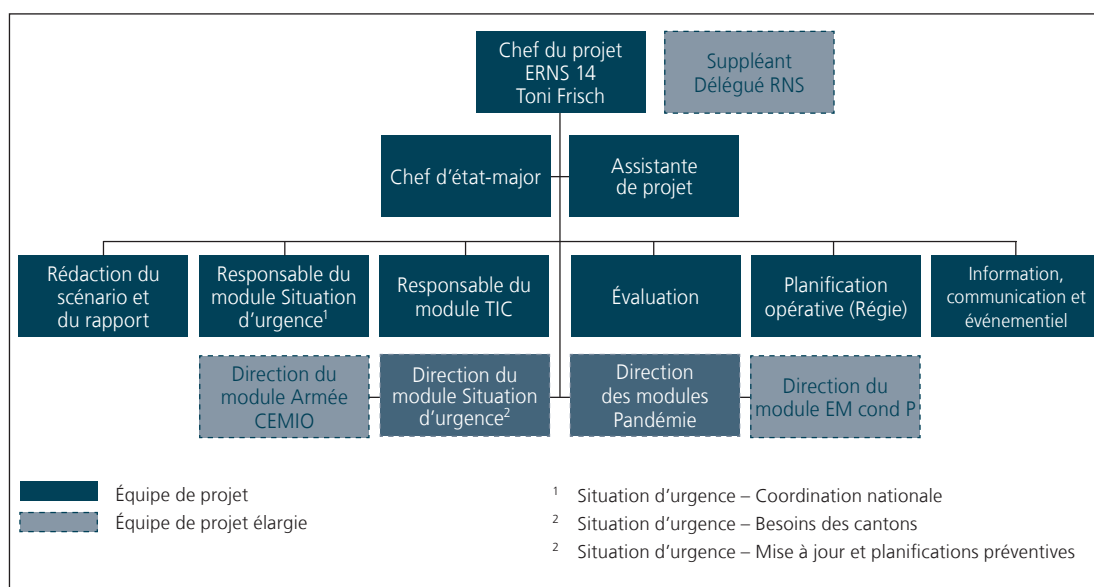 Chef du projet
ERNS 14
Toni Frisch
Suppléant
Délégué RNS
Chef d'état-major
Assistante
de projet
Rédaction du
scénario et
du rapport
Responsable du
module Situation
d'urgence1
Responsable du
module TIC
Évaluation
Planification
opérative (Régie)
Information,
communication et
événementiel
Direction du
module Armée
CEMIO
Direction du
module Situation
d'urgence2
Direction
des modules
Pandémie
Direction du
module EM cond P
Équipe de projet
Équipe de projet élargie
1 Situation d'urgence – Coordination nationale
2 Situation d'urgence – Besoins des cantons
2 Situation d'urgence – Mise à jour et planifications préventives